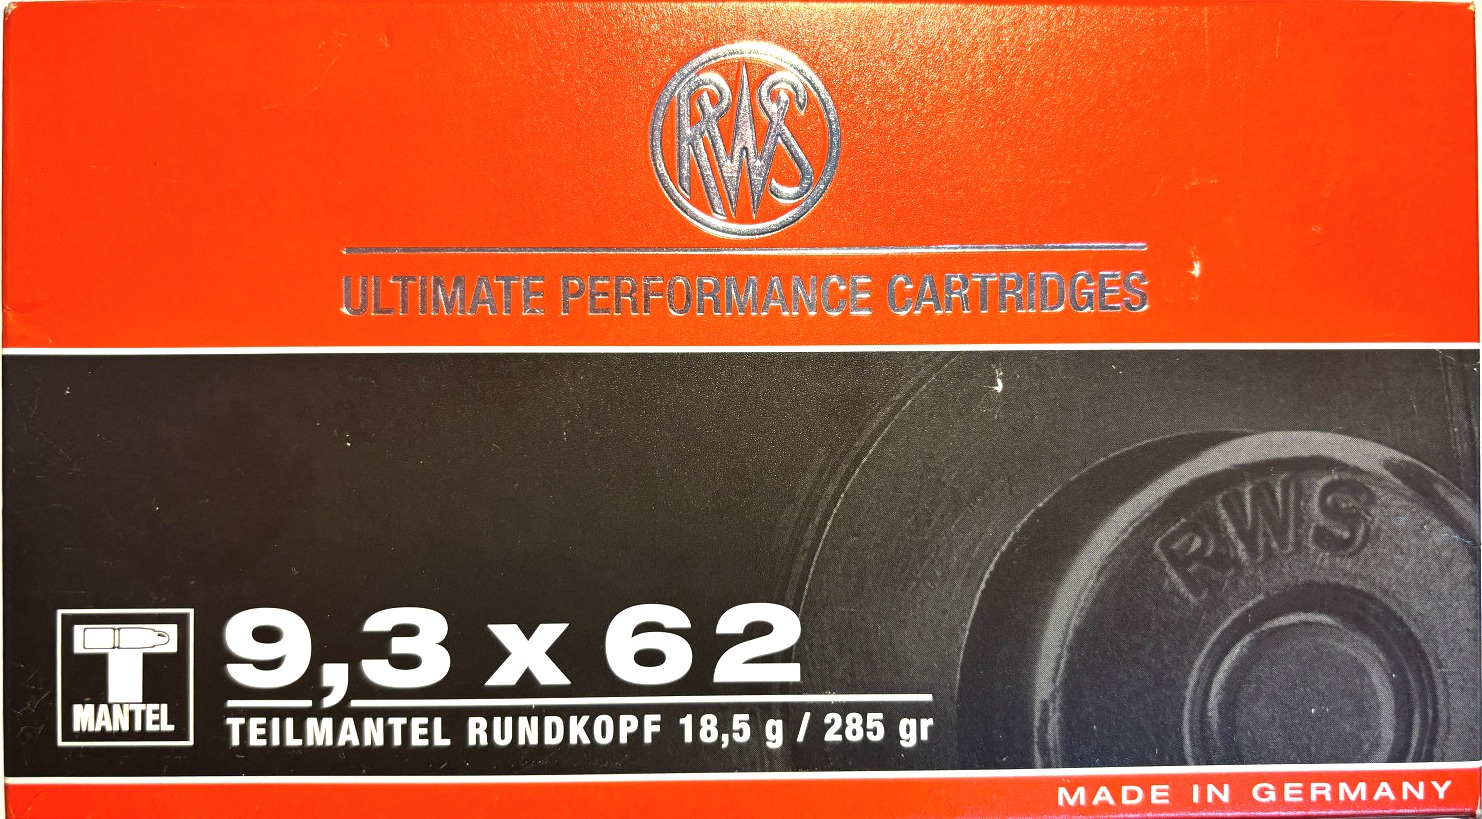 RWS
ULTIMATE PERFORMANCE CARTRIDGES
RWS
9,3 x 62
T
MANTEL
TEILMANTEL RUNDKOPF 18,5 g / 285 gr
MADE IN GERMANY